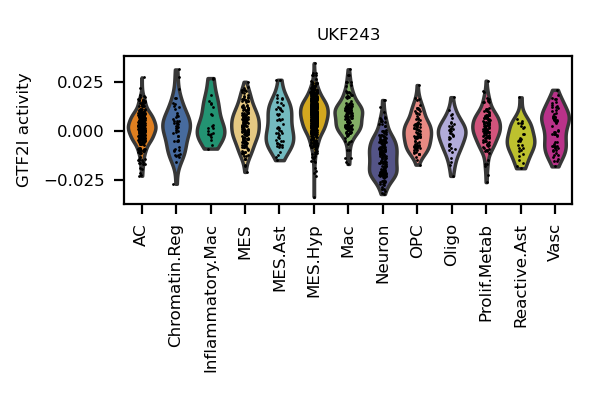 UKF243
GTF2I activity
0.025
0.000
−0.025
AC
Chromatin.Reg
Inflammatory.Mac
MES
MES.Ast
MES.Hyp
Mac
Neuron
OPC
Oligo
Prolif.Metab
Reactive.Ast
Vasc